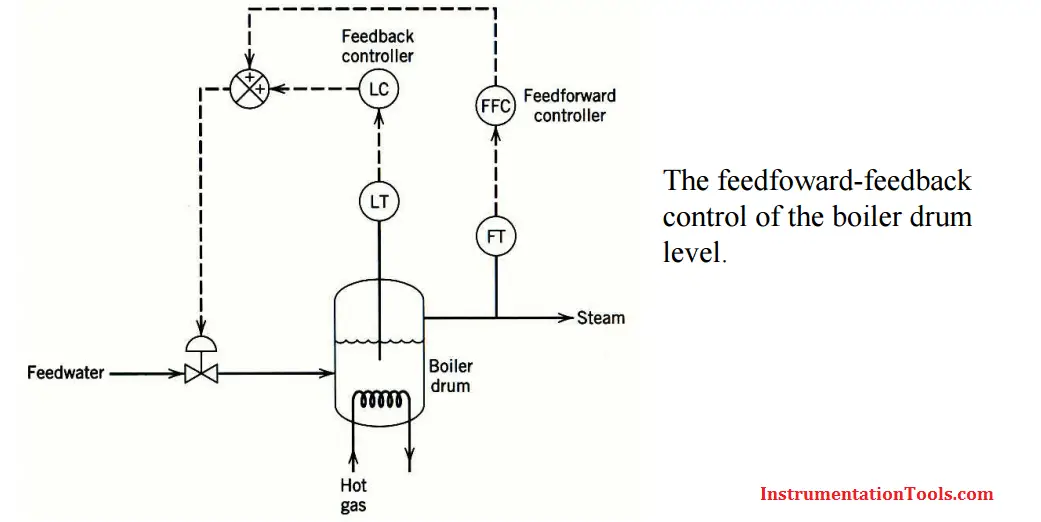 Feedback
controller
+
+
LC
FFC
Feedforward
controller
LT
FT
The feedfoward-feedback
control of the boiler drum
level.
Steam
Feedwater
Boiler
drum
Hot
gas
InstrumentationTools.com